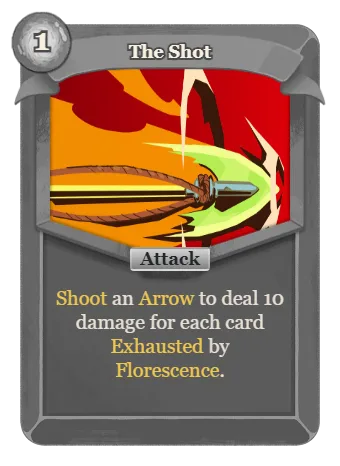 1
The Shot
Attack
Shoot an Arrow to deal 10
damage for each card
Exhausted by
Florescence.